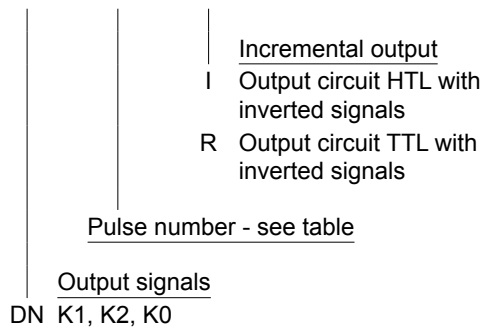 Incremental output
I Output circuit HTL with
inverted signals
R Output circuit TTL with
inverted signals
Pulse number - see table
Output signals
DN K1, K2, K0